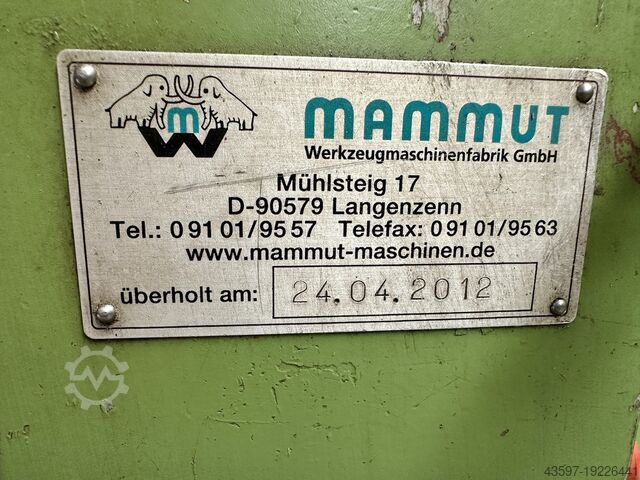 m
W
MAMMUT
Werkzeugmaschinenfabrik GmbH
Mühlsteig 17
D-90579 Langenzenn
Tel.: 0 91 01/95 57 Telefax: 0 91 01/95 63
www.mammut-maschinen.de
überholt am: 24.04.2012
43597-19226441